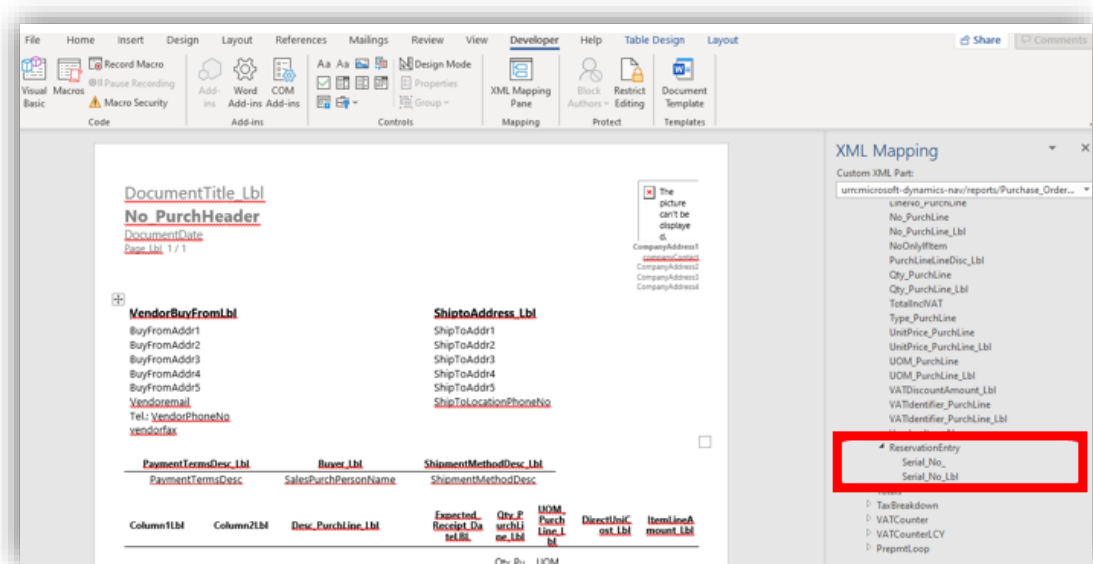 File Home Insert Design Layout References Mailings Review View Developer Help Table Design Layout Share Comments
Visual Basic
Macros
Record Macro
Pause Recording
Macro Security
Code
Add-ins
Word Add-ins
COM Add-ins
Add-ins
Design Mode
Properties
Group
Controls
XML Mapping Pane
Mapping
Block Authors
Restrict Editing
Protect
Document Template
Templates
DocumentTitle_Lbl
No_PurchHeader
DocumentDate
Page_Lbl 1 / 1
The
picture
can't be
displaye
d.
CompanyAddress1
companyContact
CompanyAddress2
CompanyAddress3
CompanyAddress4
VendorBuyFromLbl ShiptoAddress_Lbl
BuyFromAddr1 ShipToAddr1
BuyFromAddr2 ShipToAddr2
BuyFromAddr3 ShipToAddr3
BuyFromAddr4 ShipToAddr4
BuyFromAddr5 ShipToAddr5
Vendoremail ShipToLocationPhoneNo
Tel.: VendorPhoneNo
vendorfax
PaymentTermsDesc_Lbl Buyer_Lbl ShipmentMethodDesc_Lbl
PaymentTermsDesc SalesPurchPersonName ShipmentMethodDesc
Column1Lbl Column2Lbl Desc_PurchLine_Lbl
Expected_
Receipt_Da
teLBL
Qty_P
urchLi
ne_Lbl
UOM_
Purch
Line_L
bl
DirectUniC
ost_Lbl
ItemLineA
mount_Lbl
Qty_Pu UOM
XML Mapping
Custom XML Part:
urn:microsoft-dynamics-nav/reports/Purchase_Order...
LineNo_PurchLine
No_PurchLine
No_PurchLine_Lbl
NoOnlyIfItem
PurchLineLineDisc_Lbl
Qty_PurchLine
Qty_PurchLine_Lbl
TotalInclVAT
Type_PurchLine
UnitPrice_PurchLine
UnitPrice_PurchLine_Lbl
UOM_PurchLine
UOM_PurchLine_Lbl
VATDiscountAmount_Lbl
VATIdentifier_PurchLine
VATIdentifier_PurchLine_Lbl
ReservationEntry
Serial_No_
Serial_No_Lbl
Totals
TaxBreakdown
VATCounter
VATCounterLCY
PrepmtLoop